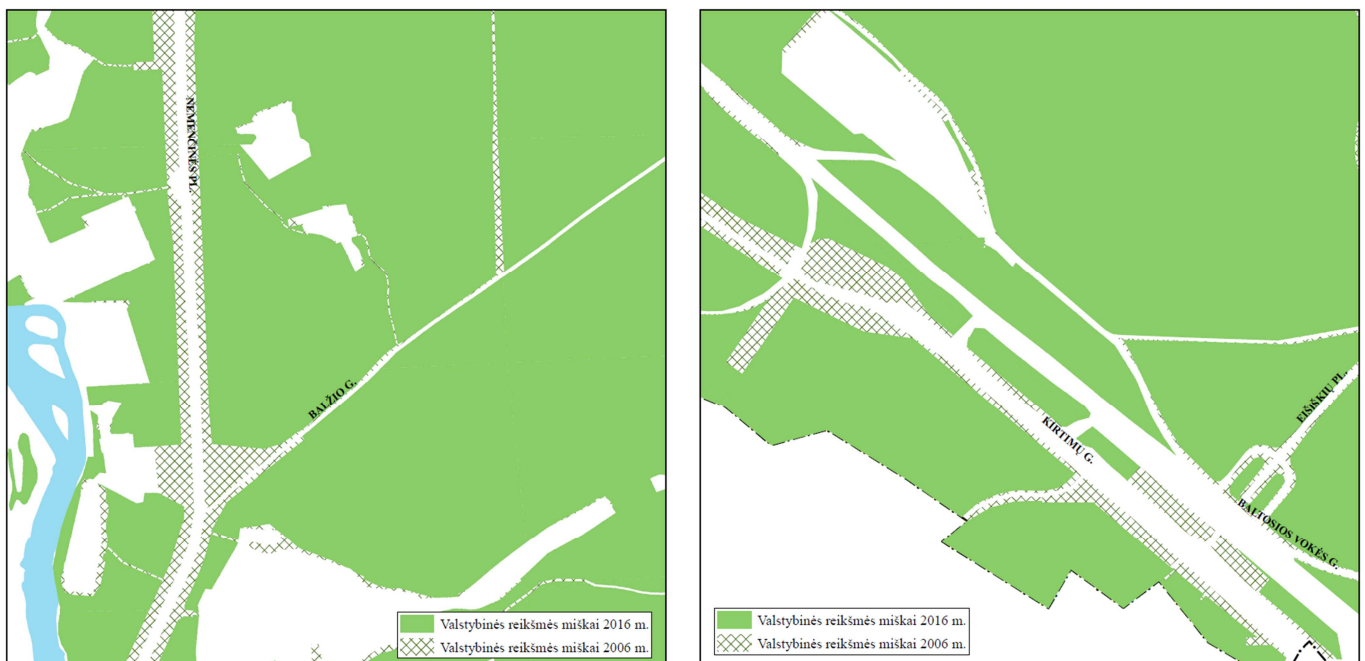 NEMENČINĖS PL.
BALŽIO G.
Valstybinės reikšmės miškai 2016 m.
Valstybinės reikšmės miškai 2006 m.
KIRTIMŲ G.
EIŠIŠKIŲ PL.
BALTOSIOS VOKĖS G.
Valstybinės reikšmės miškai 2016 m.
Valstybinės reikšmės miškai 2006 m.